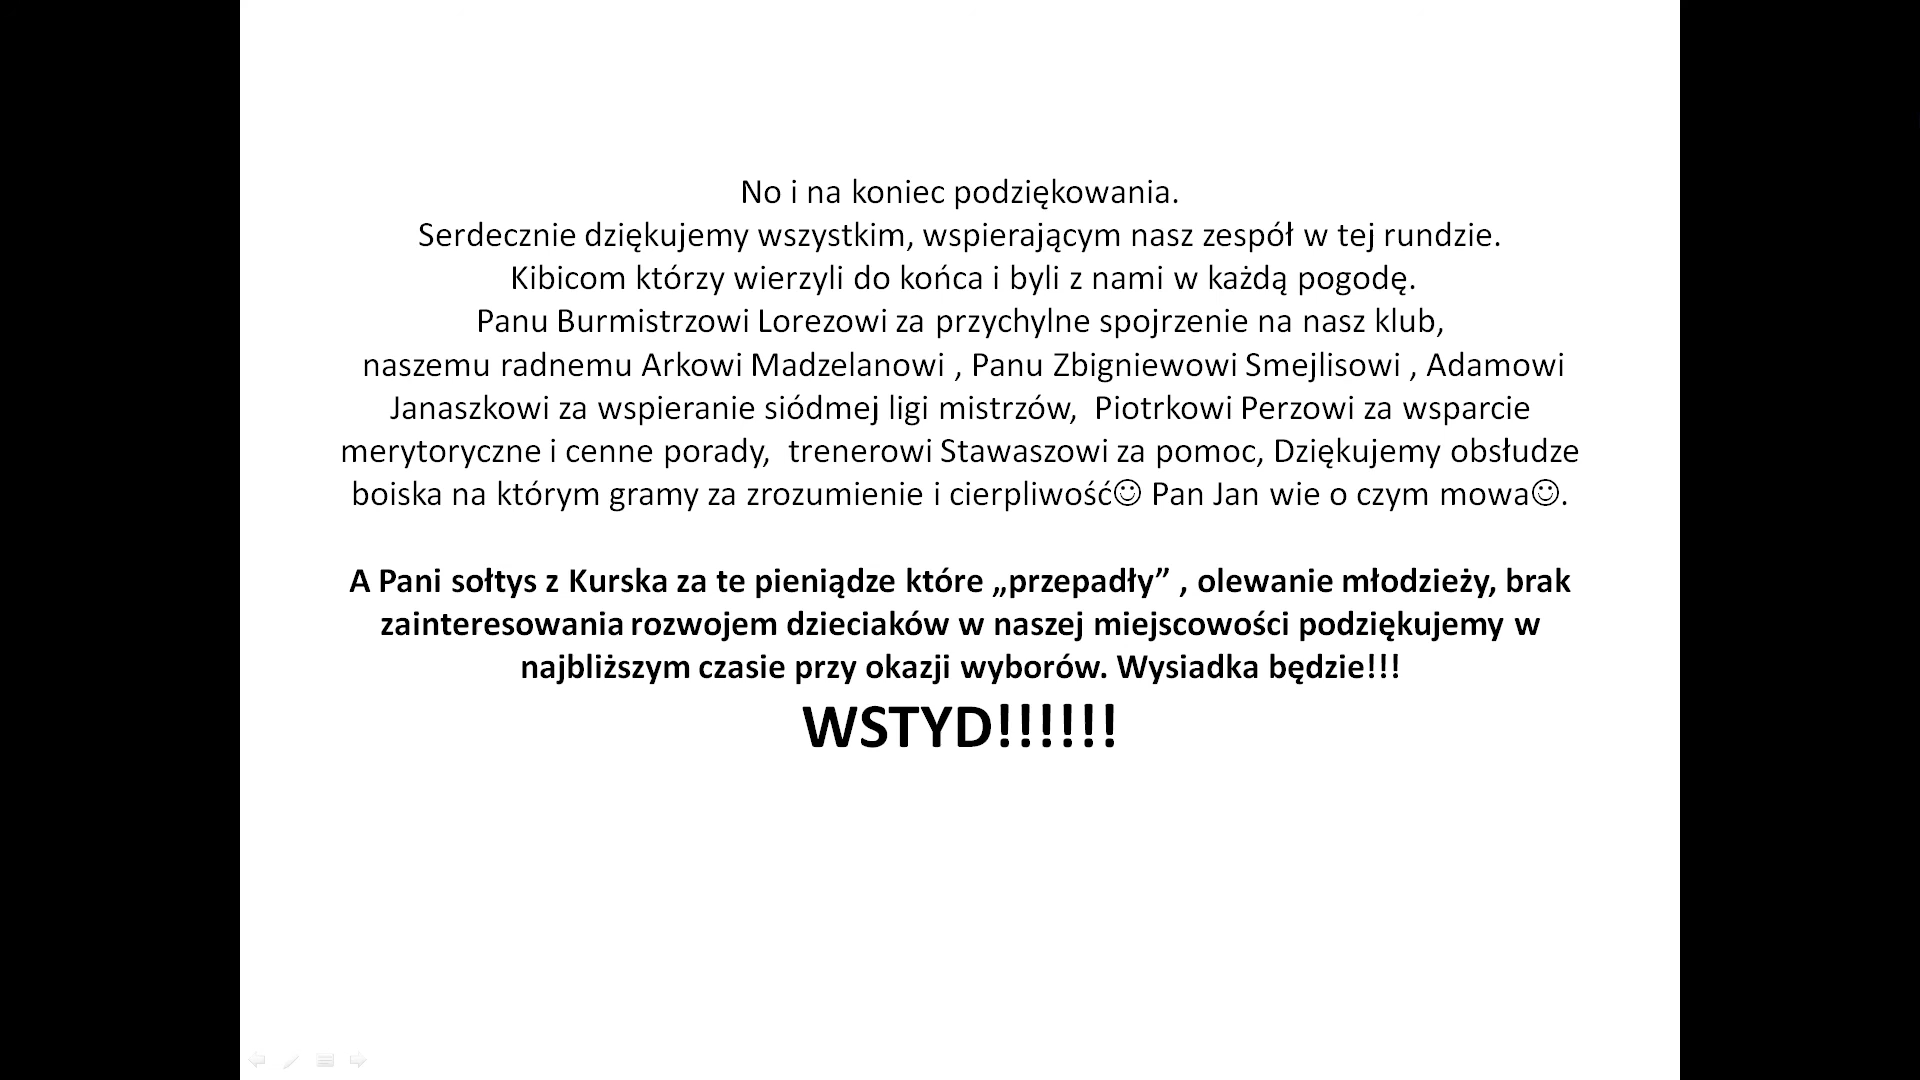 No i na koniec podziękowania.
Serdecznie dziękujemy wszystkim, wspierającym nasz zespół w tej rundzie.
Kibicom którzy wierzyli do końca i byli z nami w każdą pogodę.
Panu Burmistrzowi Lorezowi za przychylne spojrzenie na nasz klub,
naszemu radnemu Arkowi Madzelanowi , Panu Zbigniewowi Smejlisowi , Adamowi
Janaszkowi za wspieranie siódmej ligi mistrzów,  Piotrkowi Perzowi za wsparcie
merytoryczne i cenne porady,  trenerowi Stawaszowi za pomoc, Dziękujemy obsłudze
boiska na którym gramy za zrozumienie i cierpliwość☺ Pan Jan wie o czym mowa☺.
A Pani sołtys z Kurska za te pieniądze które „przepadły” , olewanie młodzieży, brak
zainteresowania rozwojem dzieciaków w naszej miejscowości podziękujemy w
najbliższym czasie przy okazji wyborów. Wysiadka będzie!!!
WSTYD!!!!!!